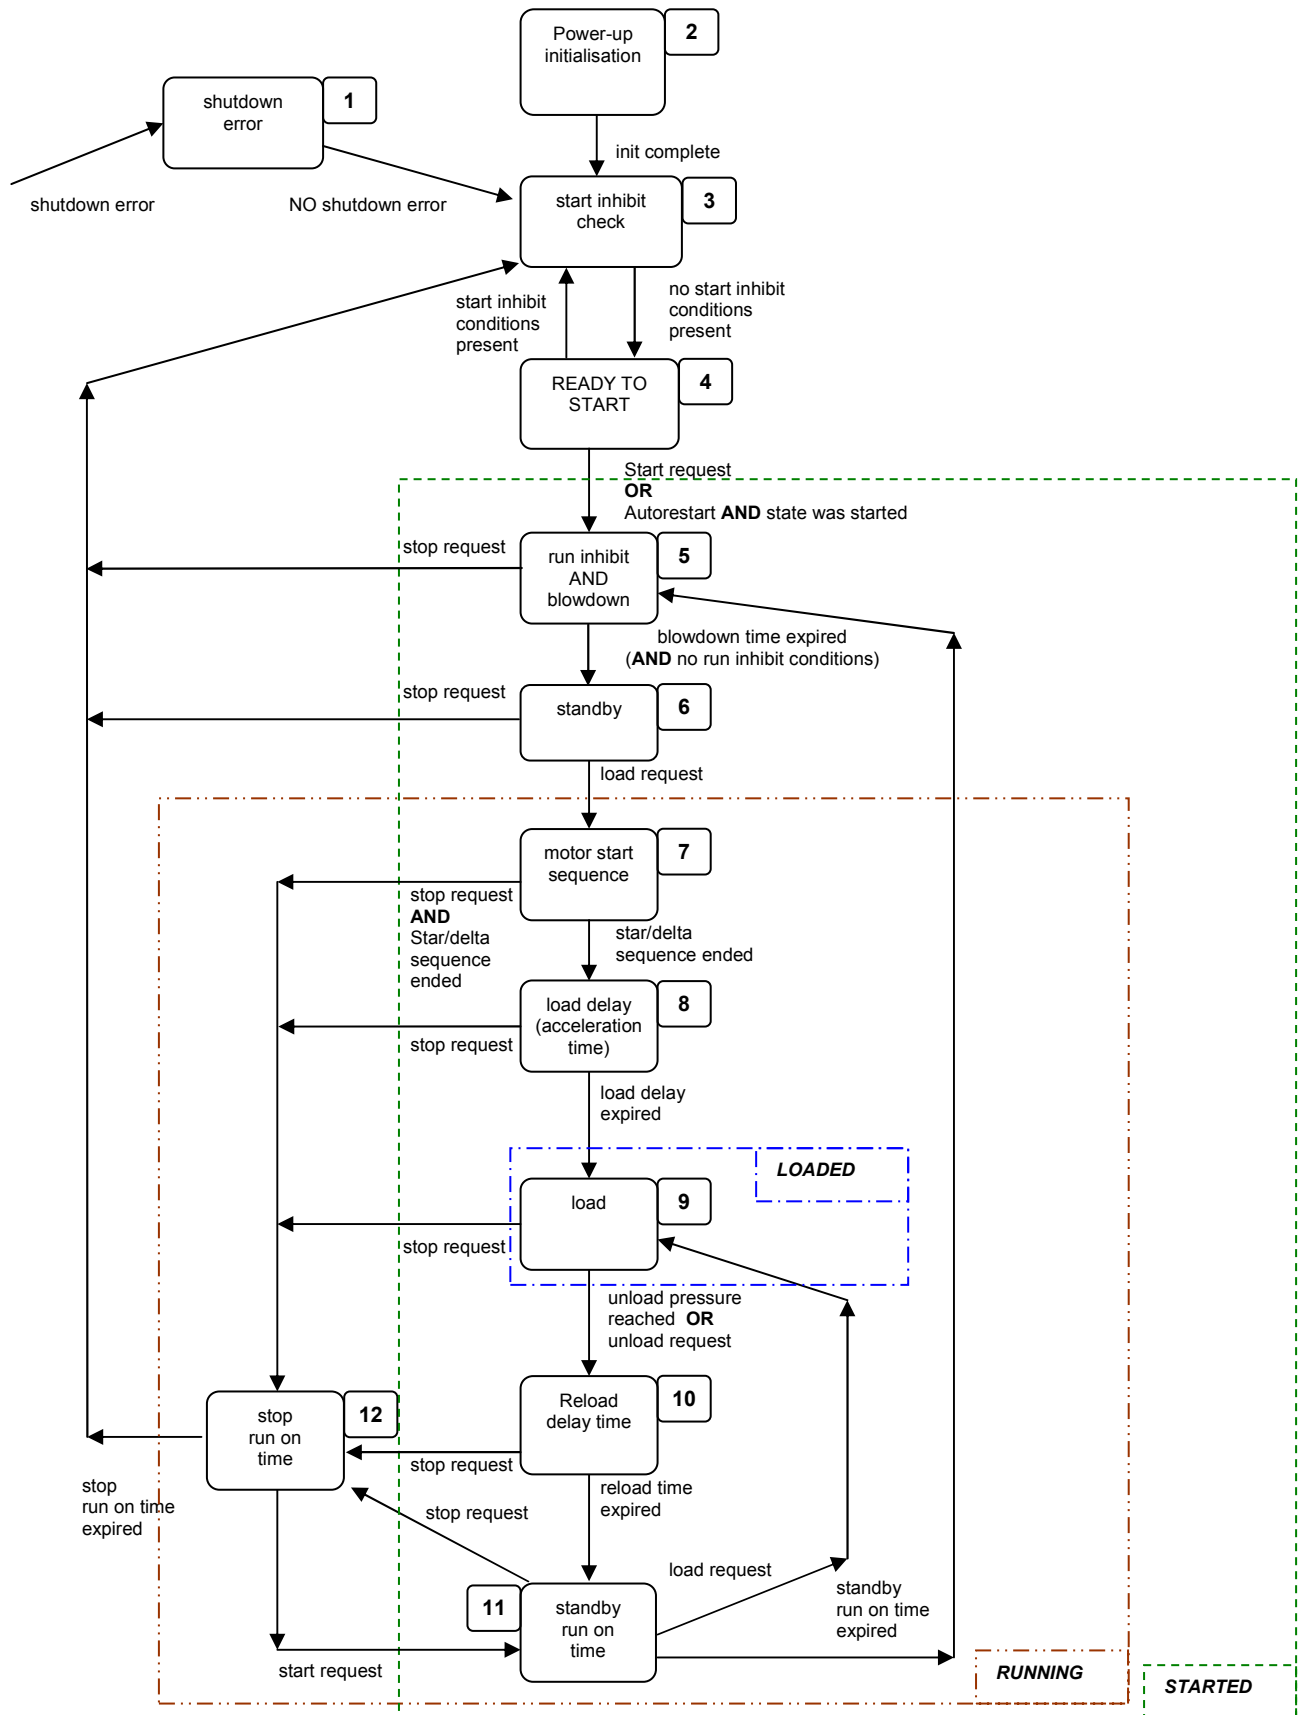 Power-up
initialisation
2
shutdown
error
1
init complete
shutdown error
NO shutdown error
start inhibit
check
3
start inhibit
conditions
present
no start inhibit
conditions
present
READY TO
START
4
Start request
OR
Autorestart AND state was started
stop request
run inhibit
AND
blowdown
5
blowdown time expired
(AND no run inhibit conditions)
stop request
standby
6
load request
motor start
sequence
7
stop request
AND
Star/delta
sequence
ended
star/delta
sequence ended
load delay
(acceleration
time)
8
stop request
load delay
expired
LOADED
load
9
stop request
unload pressure
reached OR
unload request
Reload
delay time
10
stop
run on
time
12
stop request
stop
run on time
expired
reload time
expired
stop request
load request
standby
run on time
expired
11
standby
run on
time
start request
RUNNING
STARTED